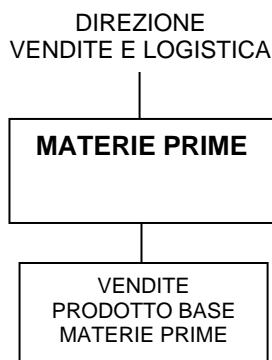 DIREZIONE
VENDITE E LOGISTICA
MATERIE PRIME
VENDITE
PRODOTTO BASE
MATERIE PRIME